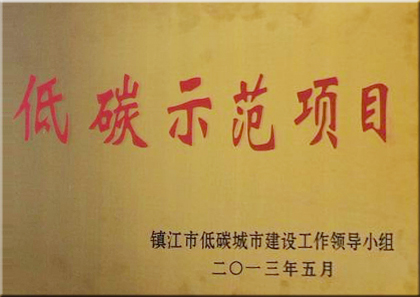 低碳示范项目
镇江市低碳城市建设工作领导小组
二〇一三年五月